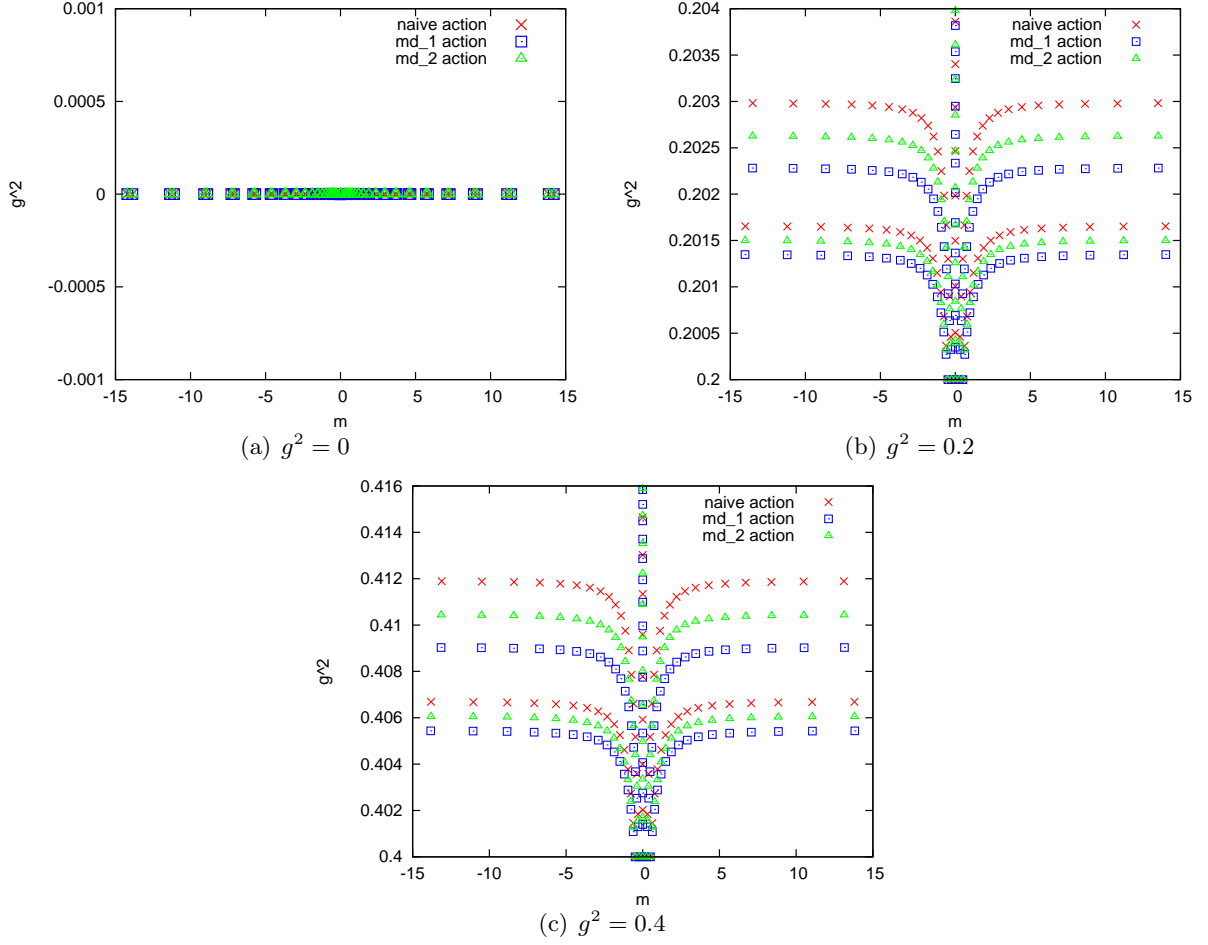 0.001
0.0005
0
-0.0005
-0.001
g^2
-15 -10 -5 0 5 10 15
m
naive action
md_1 action
md_2 action
(a) g² = 0
0.204
0.2035
0.203
0.2025
0.202
0.2015
0.201
0.2005
0.2
g^2
-15 -10 -5 0 5 10 15
m
naive action
md_1 action
md_2 action
(b) g² = 0.2
0.416
0.414
0.412
0.41
0.408
0.406
0.404
0.402
0.4
g^2
-15 -10 -5 0 5 10 15
m
naive action
md_1 action
md_2 action
(c) g² = 0.4